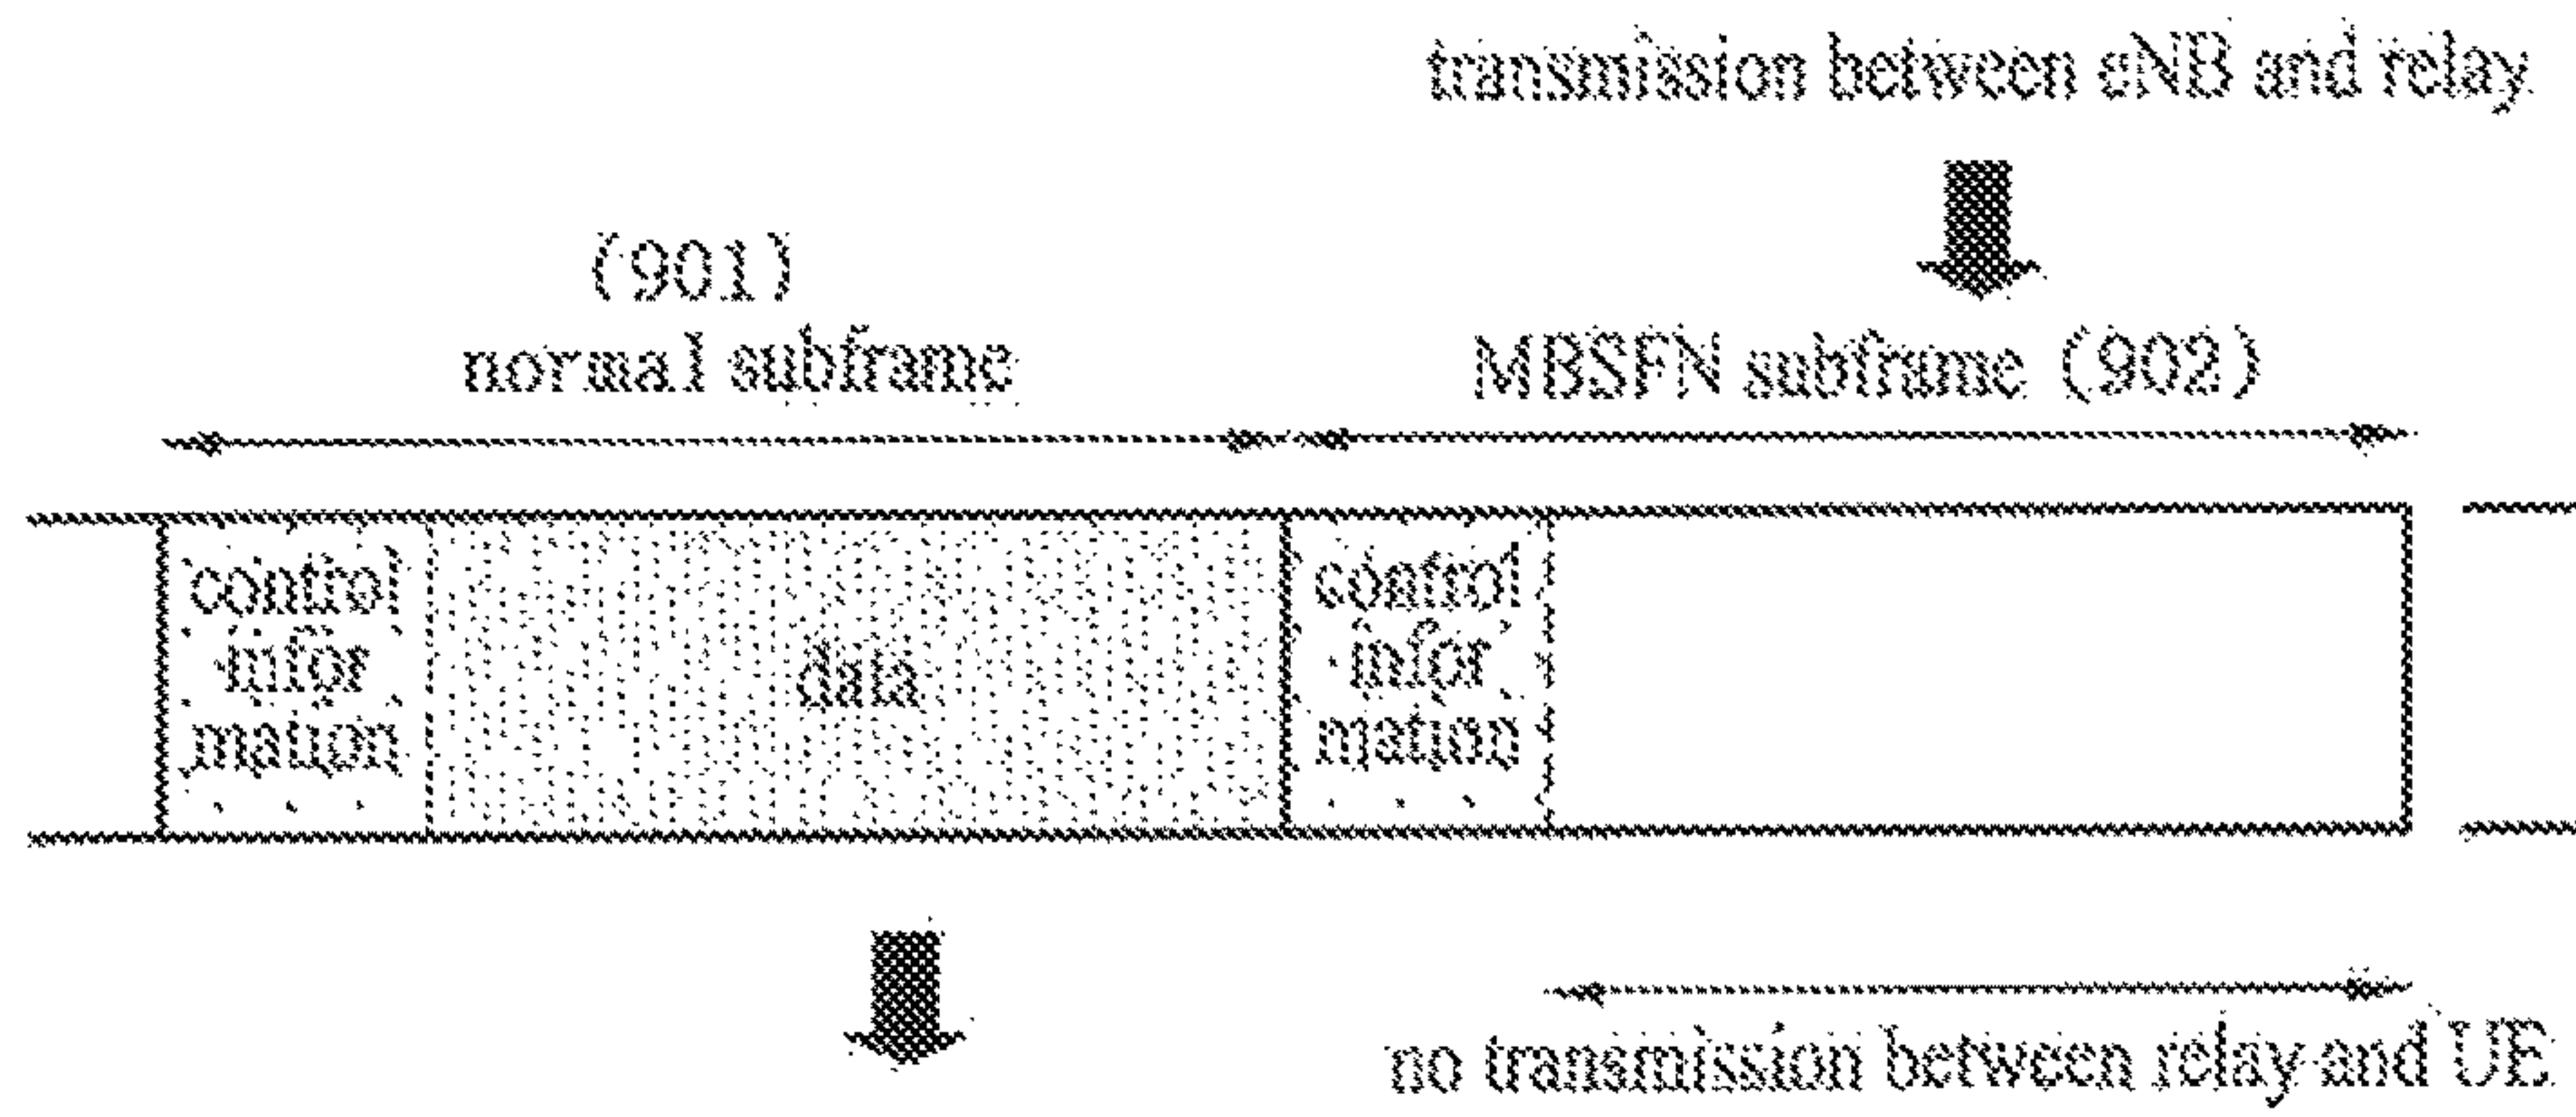 transmission between eNB and relay
(901)
normal subframe
MBSFN subframe (902)
control
infor
mation
data
control
infor
mation
no transmission between relay and UE